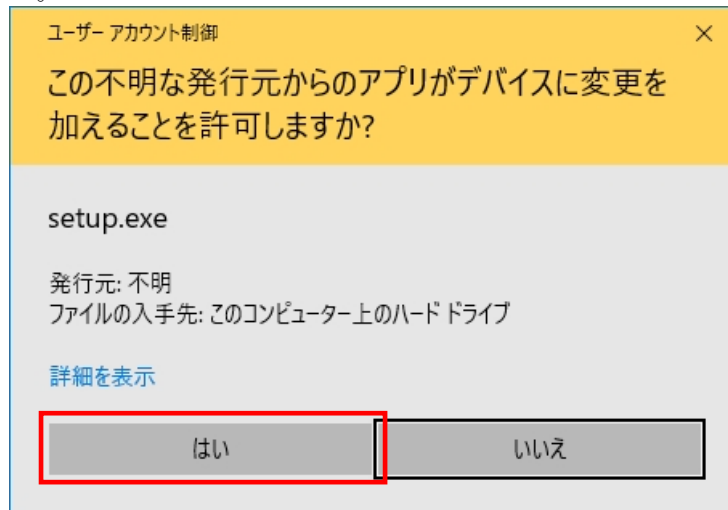 ユーザー アカウント制御
この不明な発行元からのアプリがデバイスに変更を
加えることを許可しますか?
setup.exe
発行元: 不明
ファイルの入手先: このコンピューター上のハード ドライブ
詳細を表示
はい
いいえ